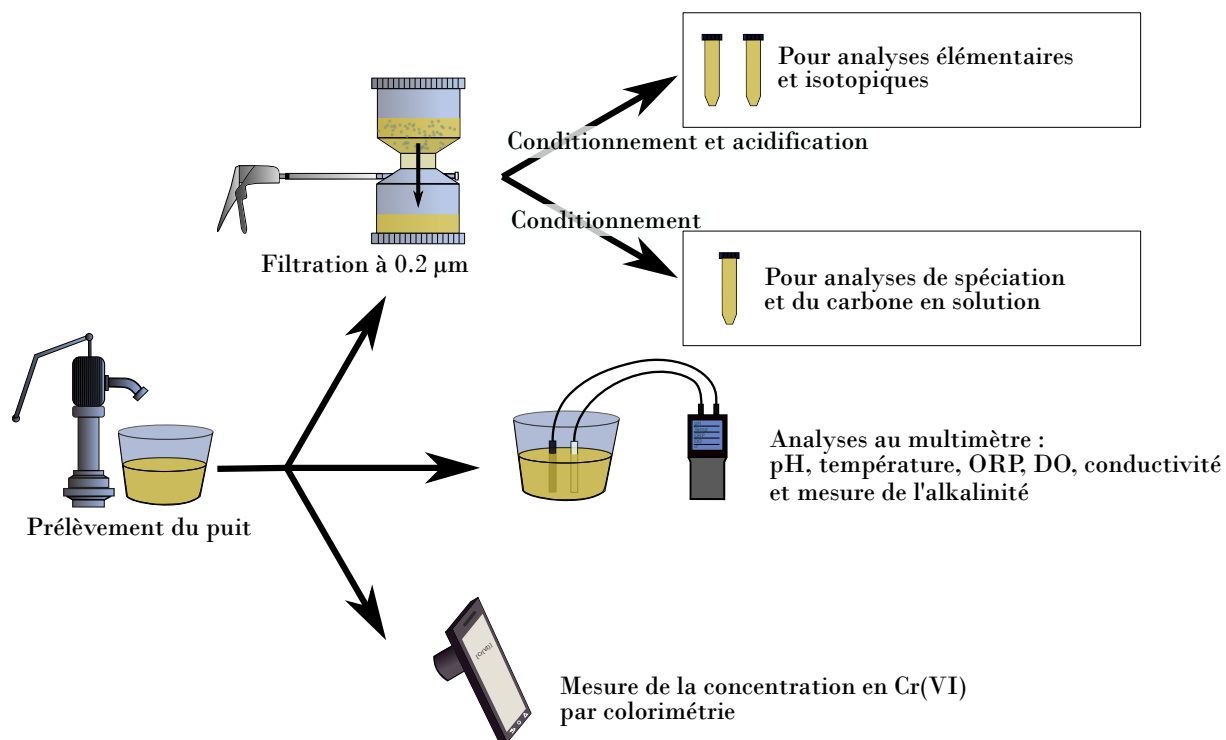 Pour analyses élémentaires
et isotopiques
Conditionnement et acidification
Conditionnement
Filtration à 0.2 µm
Pour analyses de spéciation
et du carbone en solution
Prélèvement du puit
Analyses au multimètre :
pH, température, ORP, DO, conductivité
et mesure de l'alkalinité
Mesure de la concentration en Cr(VI)
par colorimétrie